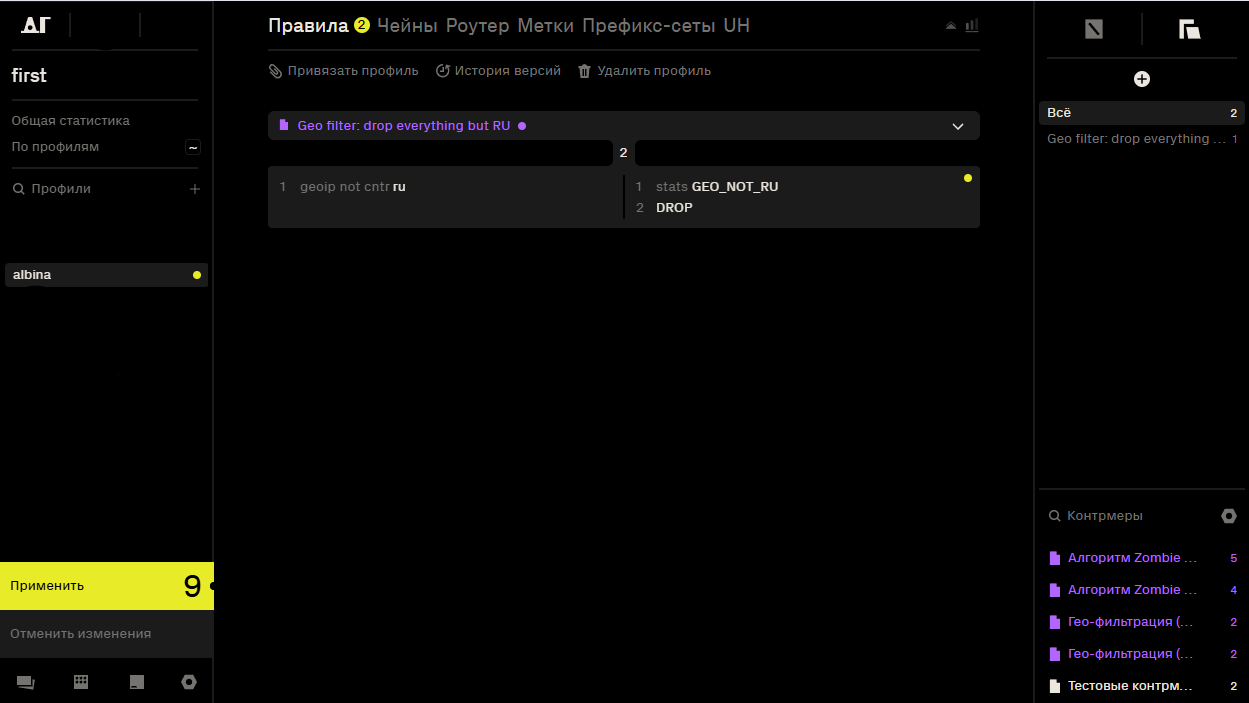 ДГ
first
Общая статистика
По профилям ~
Профили +
albina
Применить 9
Отменить изменения
Правила 2 Чейны Роутер Метки Префикс-сеты UH
Привязать профиль История версий Удалить профиль
Geo filter: drop everything but RU
2
1 geoip not cntr ru
1 stats GEO_NOT_RU
2 DROP
Всё 2
Geo filter: drop everything ... 1
Контрмеры
Алгоритм Zombie ... 5
Алгоритм Zombie ... 4
Гео-фильтрация (... 2
Гео-фильтрация (... 2
Тестовые контрм... 2